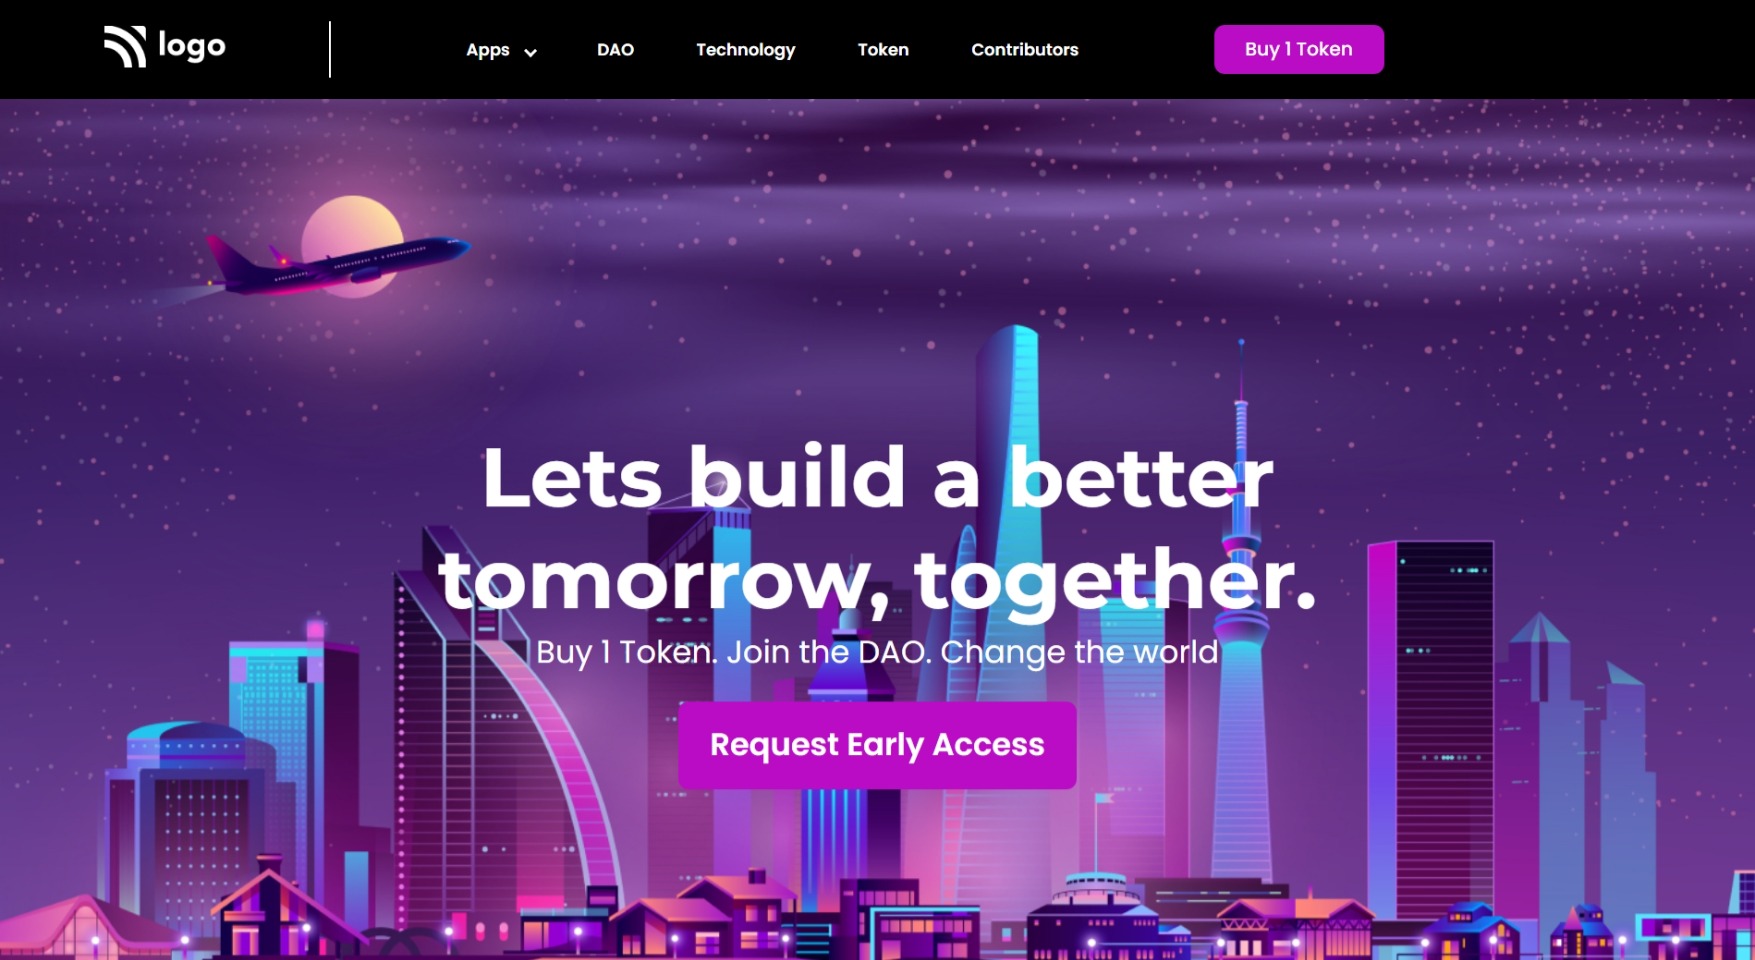 logo
Apps
DAO
Technology
Token
Contributors
Buy 1 Token
Lets build a better
tomorrow, together.
Buy 1 Token. Join the DAO. Change the world
Request Early Access